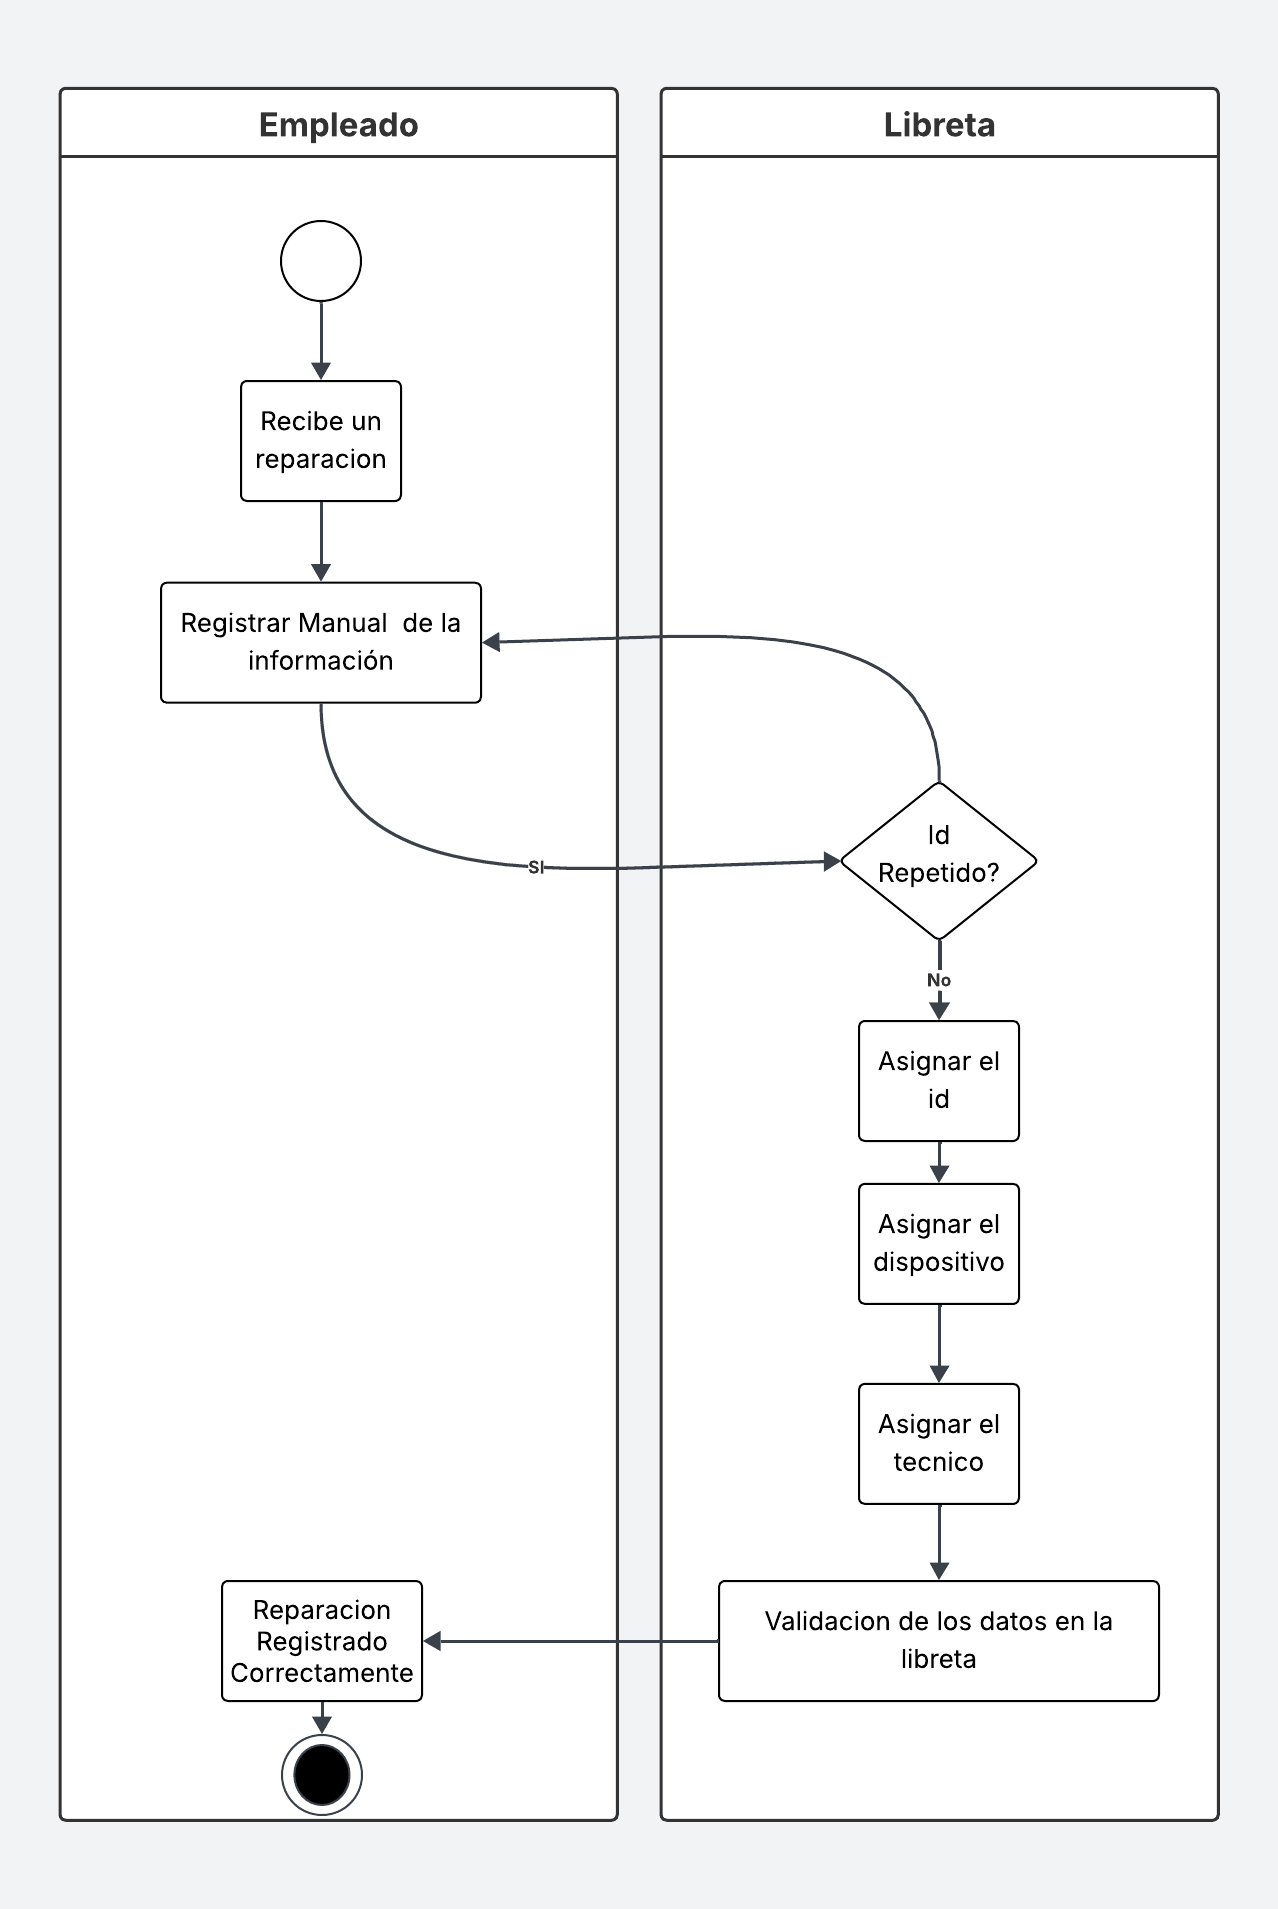 Empleado
Libreta
Recibe un
reparacion
Registrar Manual  de la
información
Id
Repetido?
SI
No
Asignar el
id
Asignar el
dispositivo
Asignar el
tecnico
Validacion de los datos en la
libreta
Reparacion
Registrado
Correctamente